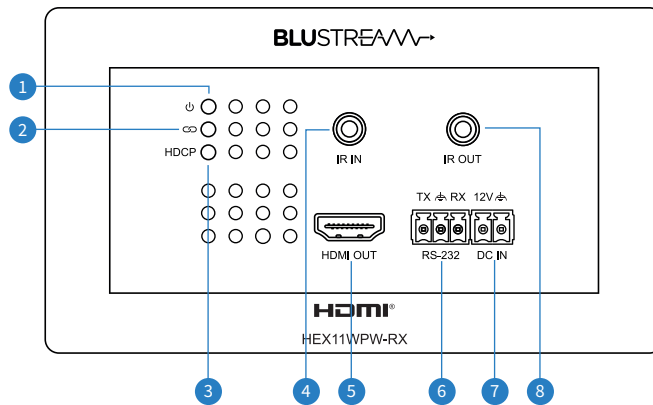 BLUSTREAM
1
2
HDCP
IR IN
IR OUT
4
8
TX RX 12V
HDMI OUT
RS-232
DC IN
HDMI®
HEX11WPW-RX
3
5
6
7